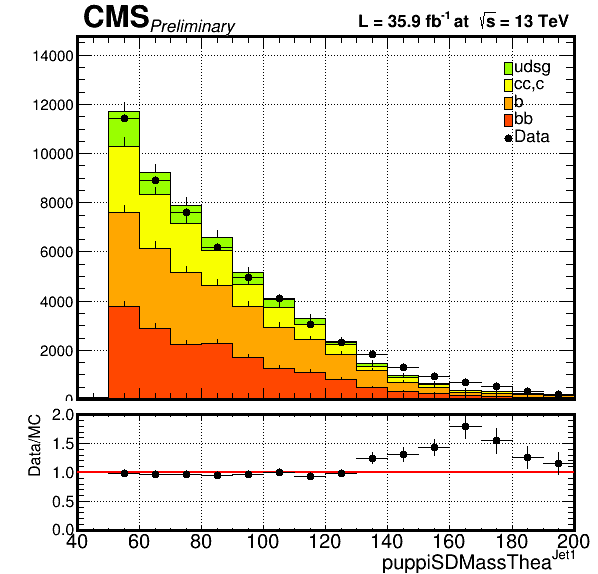 CMS Preliminary L = 35.9 fb⁻¹ at √s = 13 TeV
14000
12000
10000
8000
6000
4000
2000
0
udsg
cc,c
b
bb
Data
Data/MC
2.0
1.5
1.0
0.5
0.0
40 60 80 100 120 140 160 180 200
puppiSDMassThea^Jet1